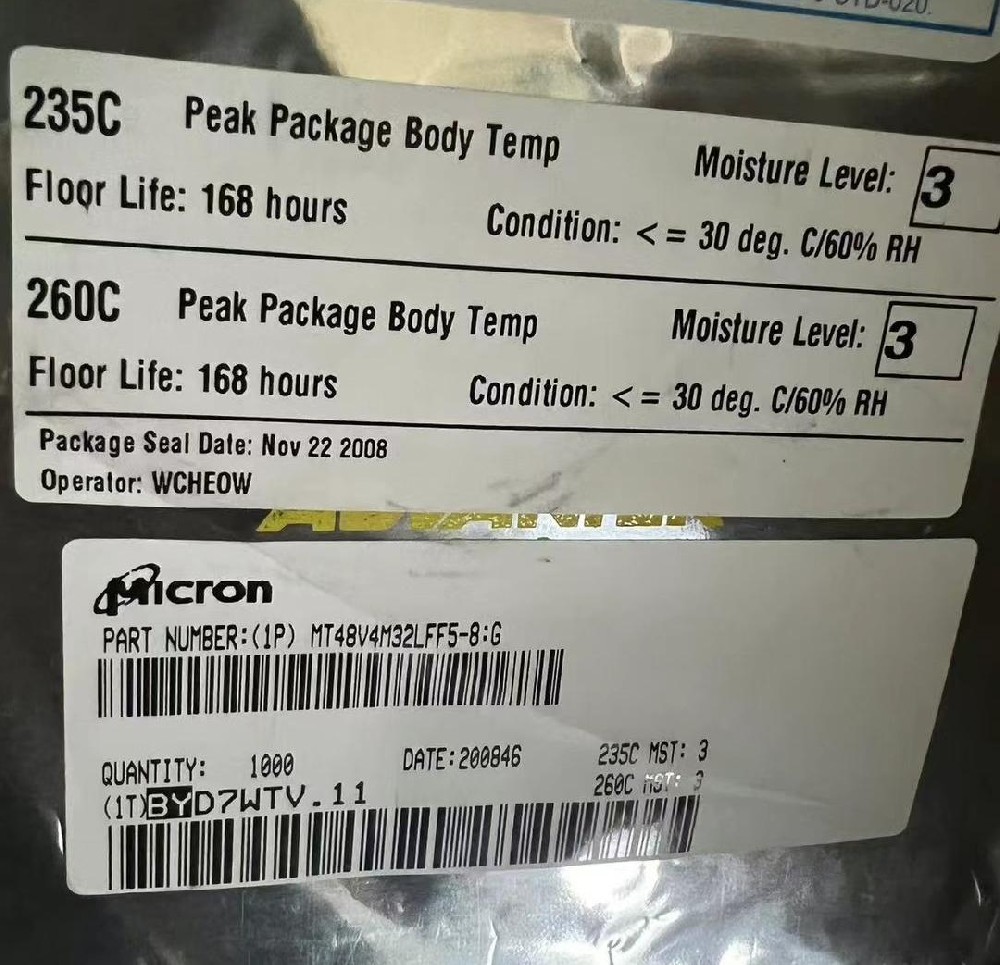 235C Peak Package Body Temp Moisture Level: 3
Floor Life: 168 hours Condition: <= 30 deg. C/60% RH
260C Peak Package Body Temp Moisture Level: 3
Floor Life: 168 hours Condition: <= 30 deg. C/60% RH
Package Seal Date: Nov 22 2008
Operator: WCHEOW
Micron
PART NUMBER:(1P) MT48V4M32LFF5-8:G
QUANTITY: 1000 DATE:200846 235C MST: 3
260C MST: 3
(1T)BYD7WTV.11